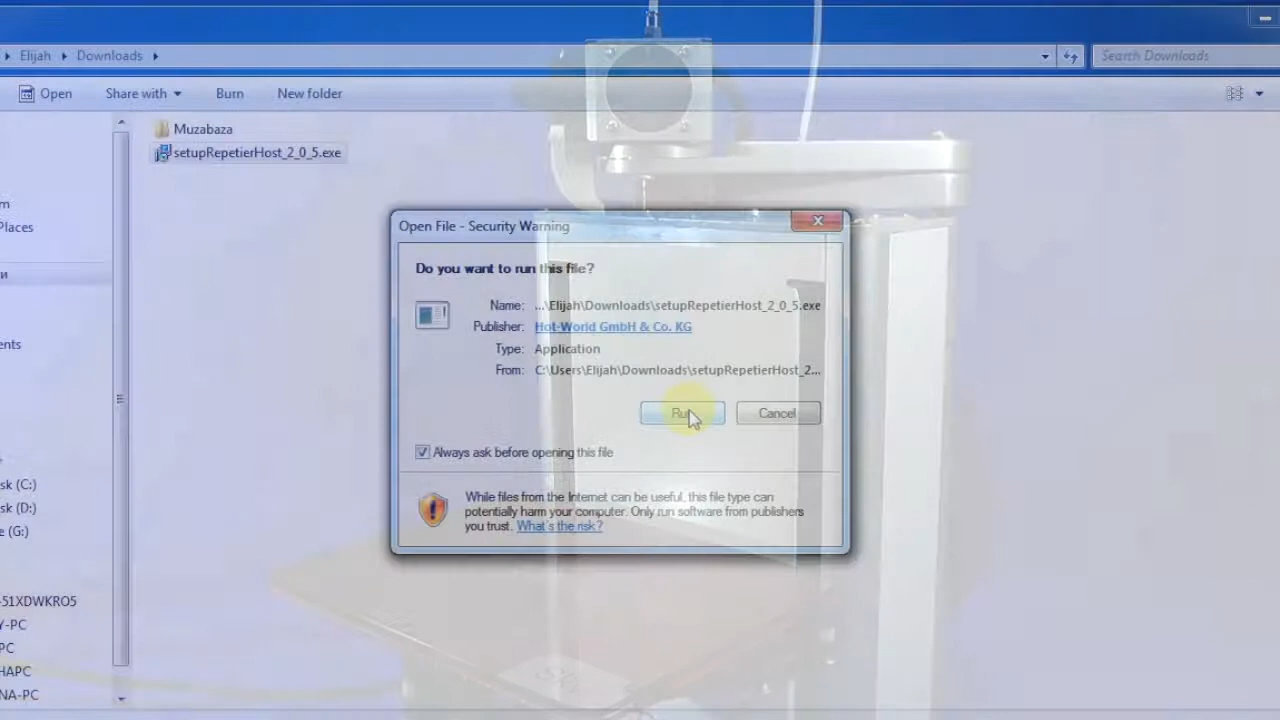 Elijah Downloads
Search Downloads
Open Share with Burn New folder
Muzabaza
setupRepetierHost_2_0_5.exe
m
Places
и
ents
sk (C:)
sk (D:)
e (G:)
-51XDWKRO5
Y-PC
PC
HAPC
NA-PC
Open File - Security Warning
Do you want to run this file?
Name: ...\Elijah\Downloads\setupRepetierHost_2_0_5.exe
Publisher: Hot-World GmbH & Co. KG
Type: Application
From: C:\Users\Elijah\Downloads\setupRepetierHost_2...
Run Cancel
Always ask before opening this file
While files from the Internet can be useful, this file type can
potentially harm your computer. Only run software from publishers
you trust. What's the risk?